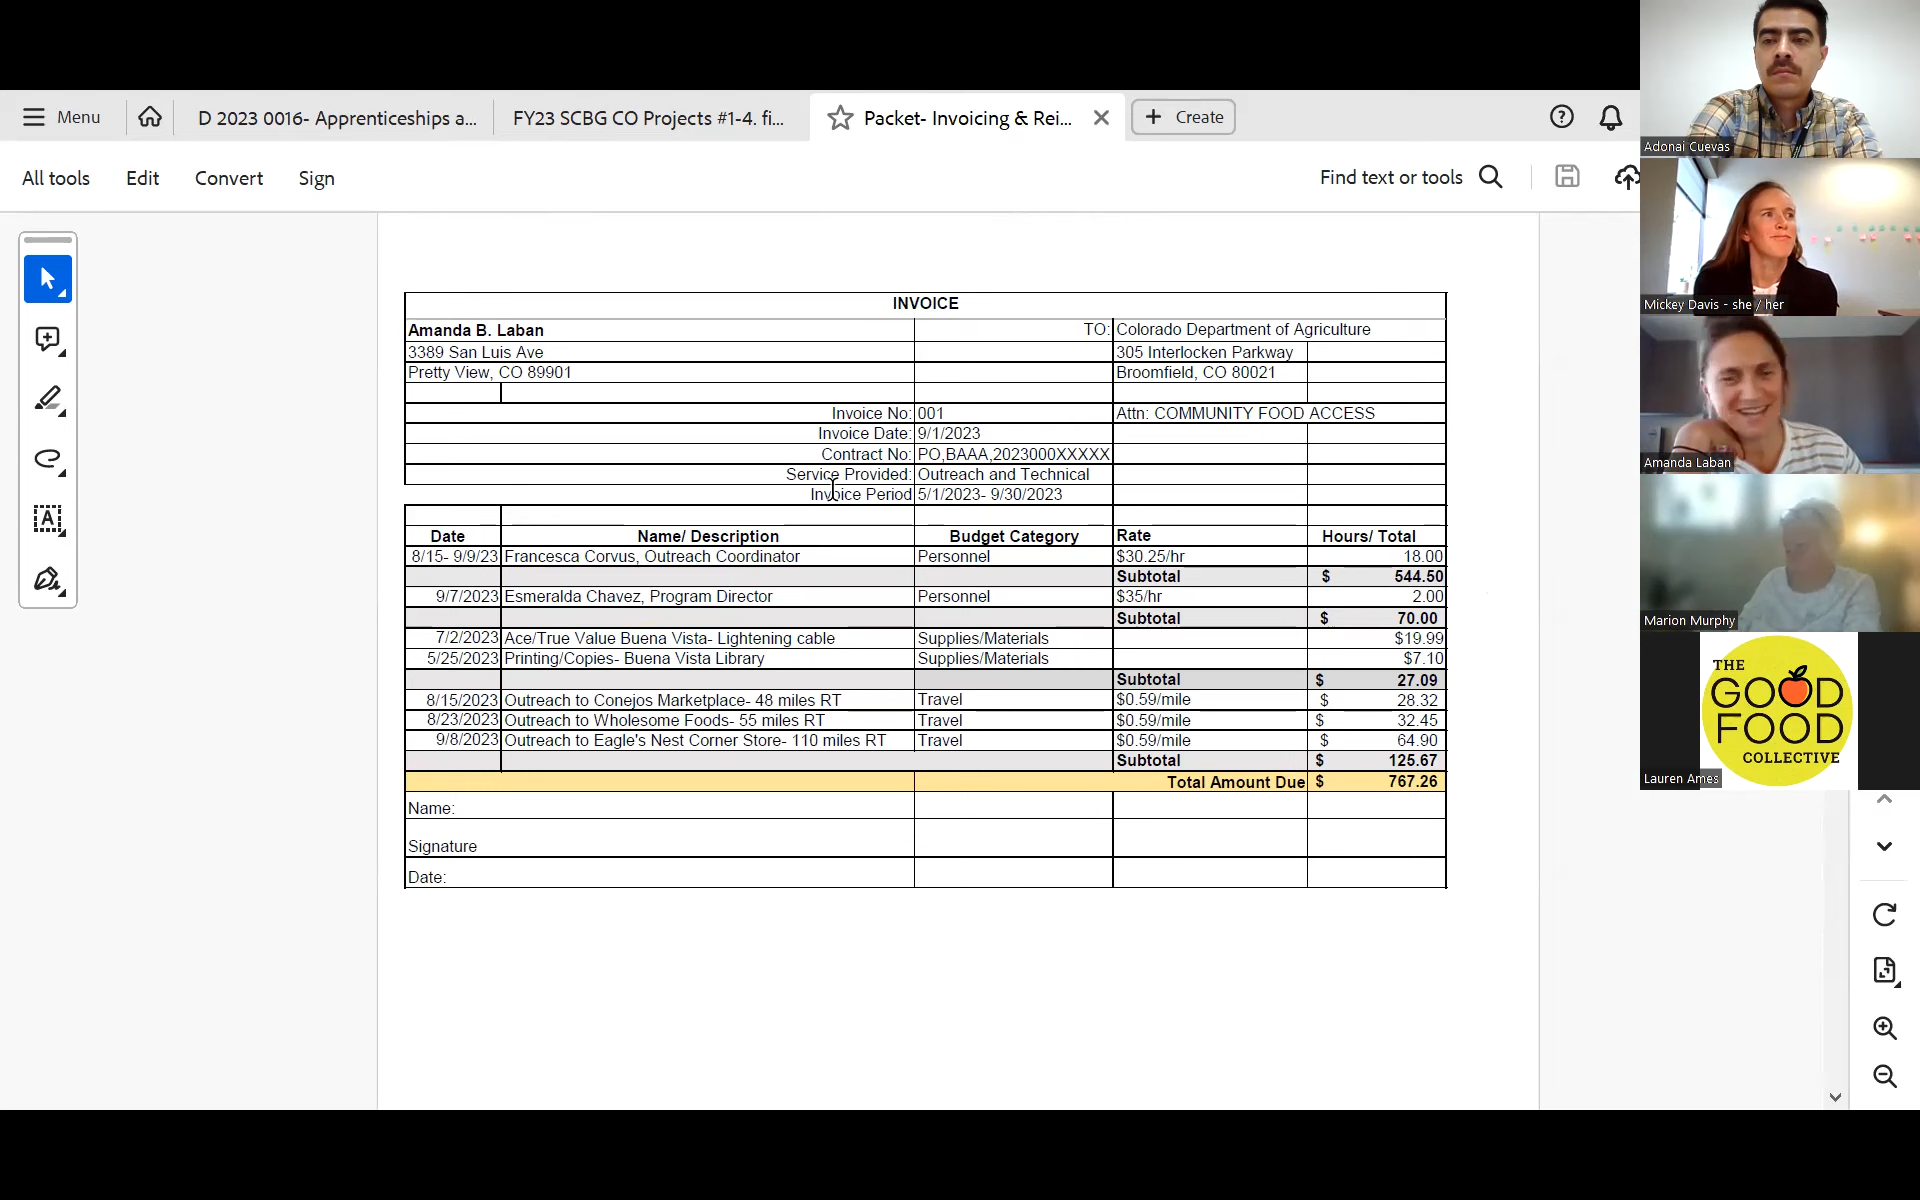 Menu
D 2023 0016- Apprenticeships a...
FY23 SCBG CO Projects #1-4. fi...
Packet- Invoicing & Rei...
Create
All tools
Edit
Convert
Sign
Find text or tools
INVOICE
Amanda B. Laban TO: Colorado Department of Agriculture
3389 San Luis Ave 305 Interlocken Parkway
Pretty View, CO 89901 Broomfield, CO 80021
Invoice No: 001 Attn: COMMUNITY FOOD ACCESS
Invoice Date: 9/1/2023
Contract No: PO,BAAA,2023000XXXXX
Service Provided: Outreach and Technical
Invoice Period 5/1/2023- 9/30/2023
Date Name/ Description Budget Category Rate Hours/ Total
8/15- 9/9/23 Francesca Corvus, Outreach Coordinator Personnel $30.25/hr 18.00
Subtotal $ 544.50
9/7/2023 Esmeralda Chavez, Program Director Personnel $35/hr 2.00
Subtotal $ 70.00
7/2/2023 Ace/True Value Buena Vista- Lightening cable Supplies/Materials $19.99
5/25/2023 Printing/Copies- Buena Vista Library Supplies/Materials $7.10
Subtotal $ 27.09
8/15/2023 Outreach to Conejos Marketplace- 48 miles RT Travel $0.59/mile $ 28.32
8/23/2023 Outreach to Wholesome Foods- 55 miles RT Travel $0.59/mile $ 32.45
9/8/2023 Outreach to Eagle's Nest Corner Store- 110 miles RT Travel $0.59/mile $ 64.90
Subtotal $ 125.67
Total Amount Due $ 767.26
Name:
Signature
Date:
Adonai Cuevas
Mickey Davis - she / her
Amanda Laban
Marion Murphy
THE
GOOD
FOOD
COLLECTIVE
Lauren Ames